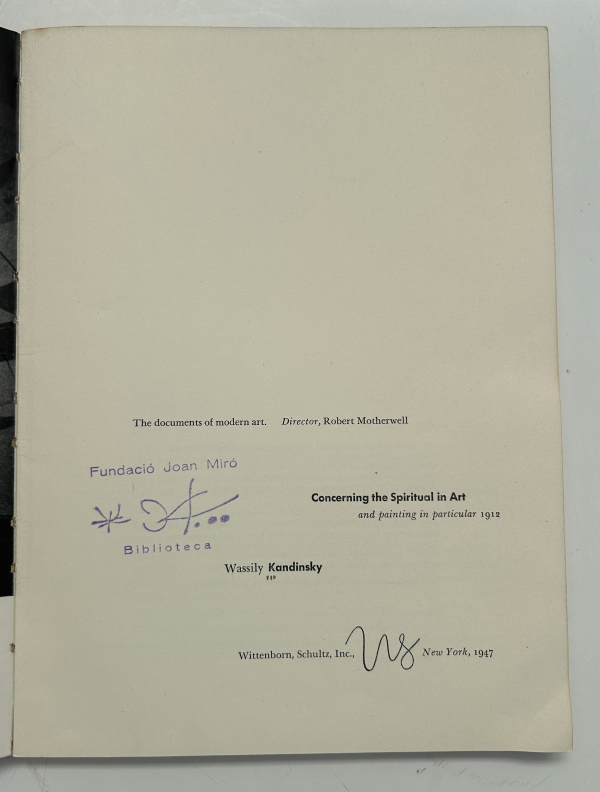 The documents of modern art. Director, Robert Motherwell
Fundació Joan Miró
Biblioteca
Concerning the Spiritual in Art
and painting in particular 1912
Wassily Kandinsky
Wittenborn, Schultz, Inc., WS New York, 1947